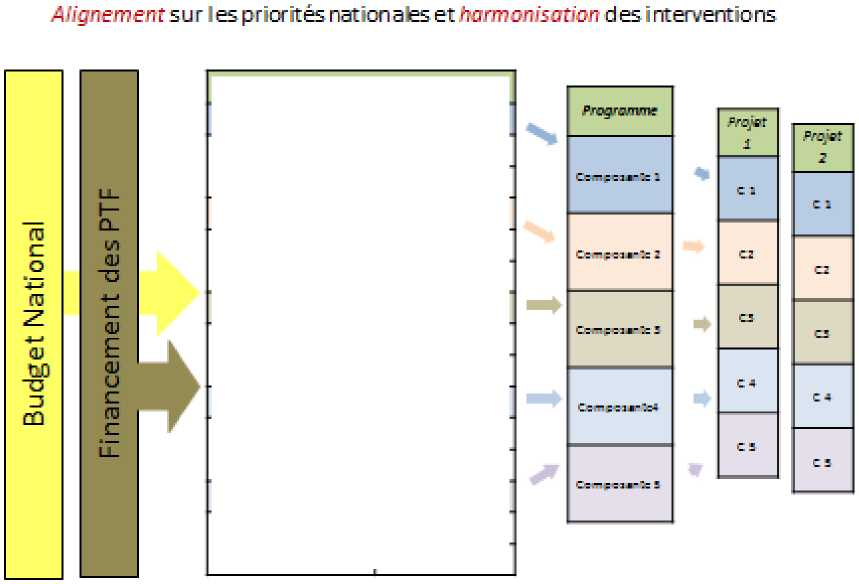 Alignement sur les priorités nationales et harmonisation des interventions
Budget National
Financement des PTF
Programme
Composante 1
Composante 2
Composante 3
Composante4
Composante 5
Projet
1
C 1
C2
C3
C 4
C 5
Projet
2
C 1
C2
C3
C 4
C 5